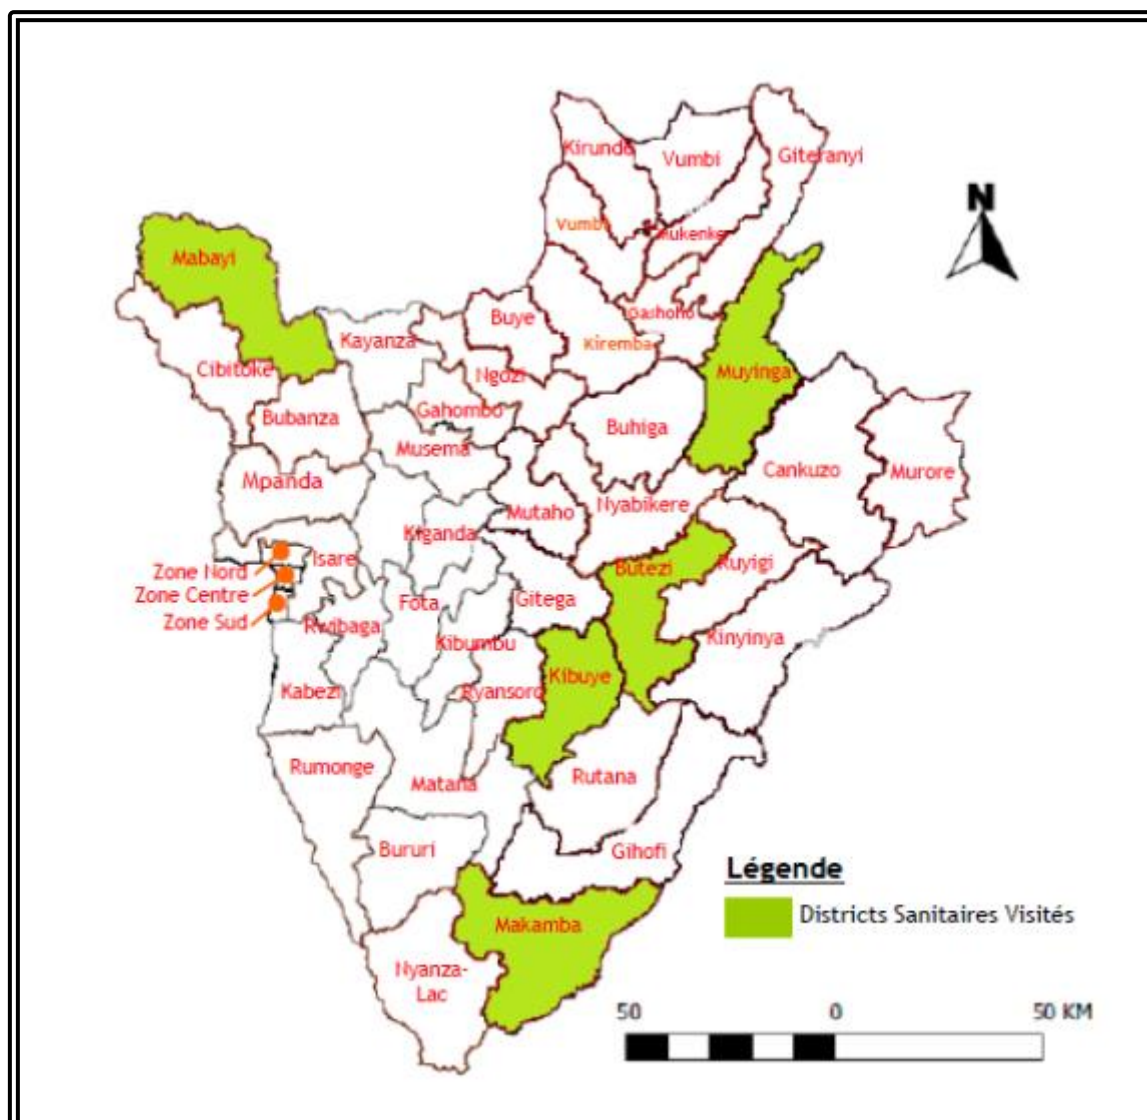 Kirundo
Vumbi
Giteranyi
Vumbi
Mukenke
N
Mabayi
Gashoho
Buye
Kayanza
Kiremba
Cibitoke
Ngozi
Muyinga
Gahombo
Bubanza
Buhiga
Musema
Cankuzo
Murore
Mpanda
Nyabikere
Mutaho
Kiganda
Isare
Zone Nord
Butezi
Ruyigi
Zone Centre
Gitega
Fota
Zone Sud
Rwibaga
Kibumbu
Kinyinya
Kibuye
Kabezi
Ryansoro
Rumonge
Rutana
Matana
Bururi
Gihofi
Légende
Districts Sanitaires Visités
Makamba
Nyanza-
Lac
50 0 50 KM